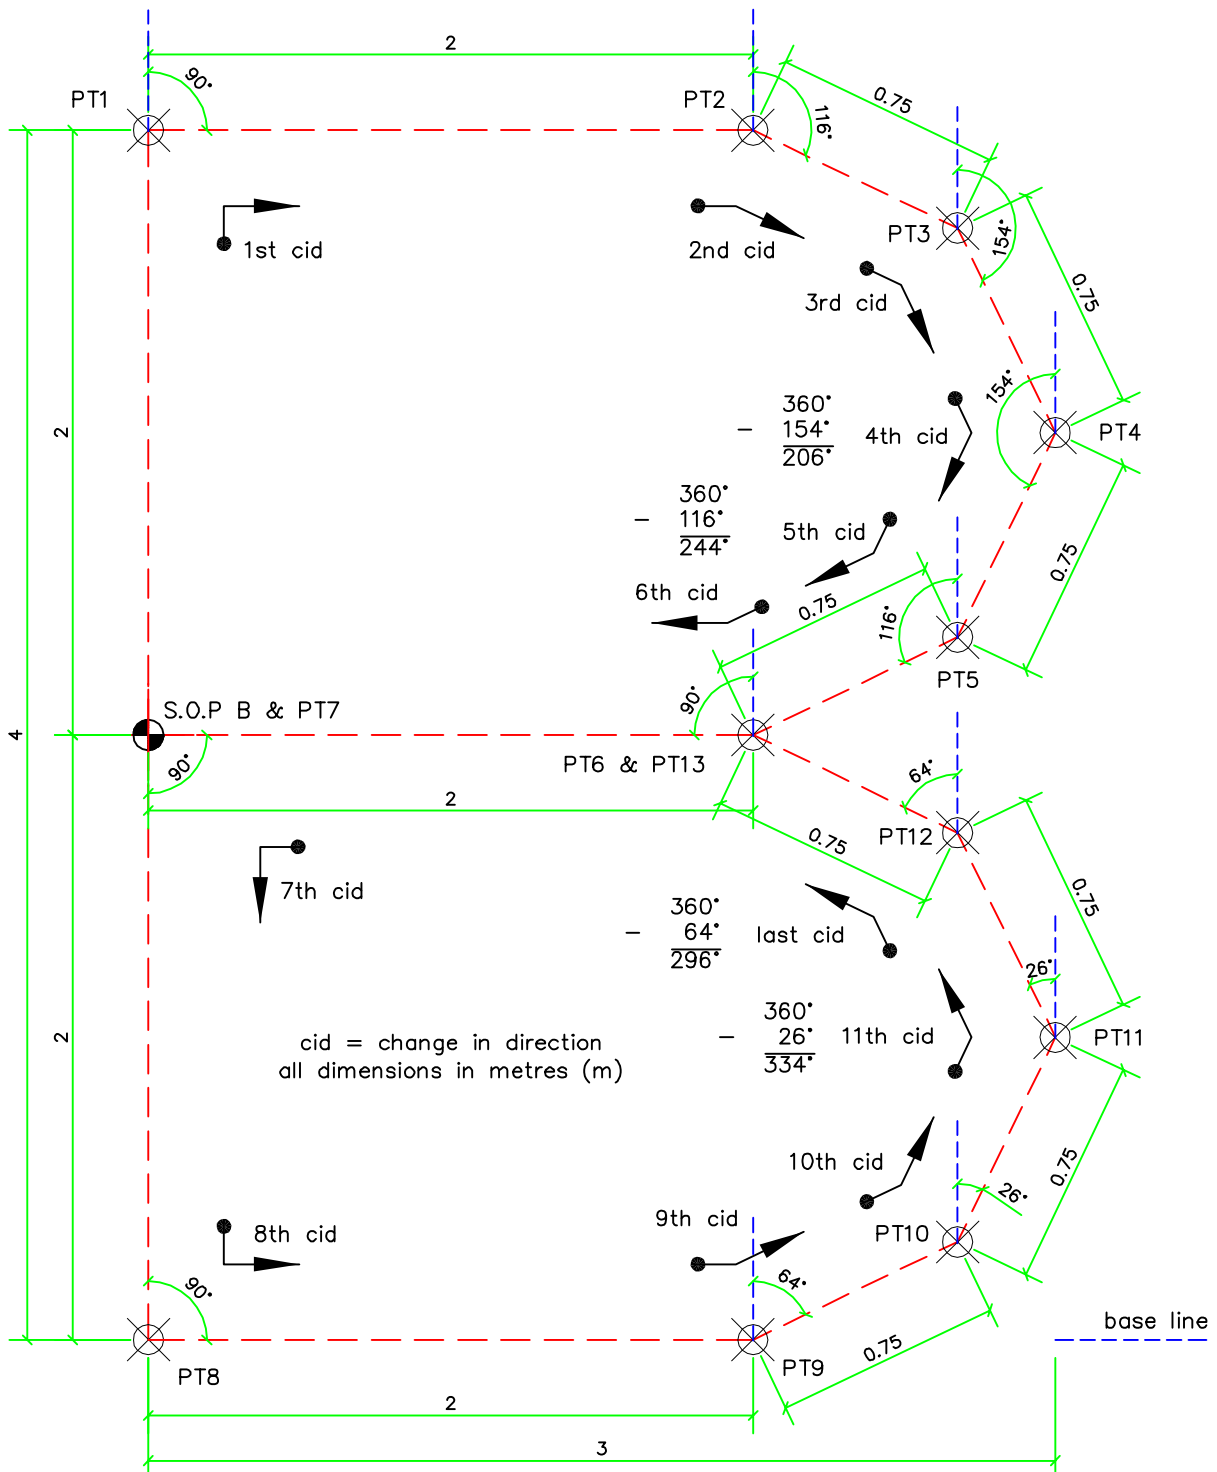 2
90°
PT1
PT2
116°
0.75
PT3
154°
1st cid
2nd cid
3rd cid
0.75
2
360°
- 154°
206°
4th cid
154°
PT4
360°
- 116°
244°
5th cid
6th cid
0.75
116°
0.75
PT5
90°
S.O.P B & PT7
4
90°
PT6 & PT13
64°
2
PT12
0.75
7th cid
0.75
360°
- 64°
296°
last cid
26°
360°
- 26°
334°
11th cid
PT11
cid = change in direction
all dimensions in metres (m)
2
10th cid
0.75
26°
9th cid
8th cid
PT10
90°
64°
base line
0.75
PT8
PT9
2
3